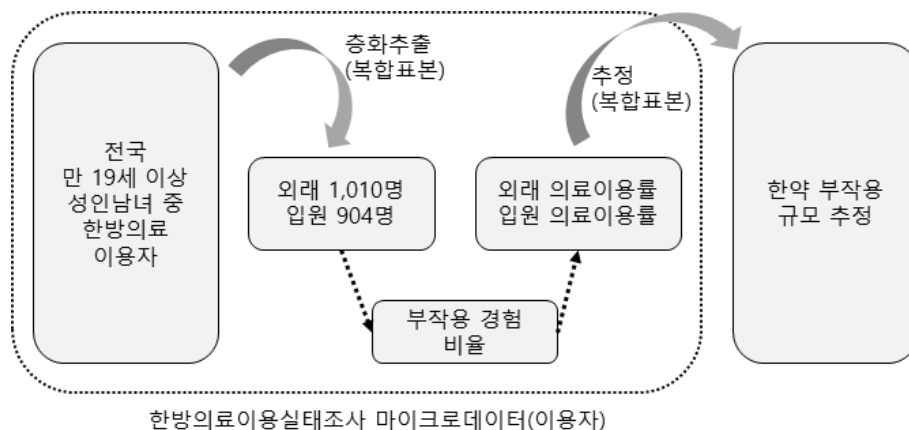 전국
만 19세 이상
성인남녀 중
한방의료
이용자
층화추출
(복합표본)
외래 1,010명
입원 904명
부작용 경험
비율
외래 의료이용률
입원 의료이용률
추정
(복합표본)
한약 부작용
규모 추정
한방의료이용실태조사 마이크로데이터(이용자)